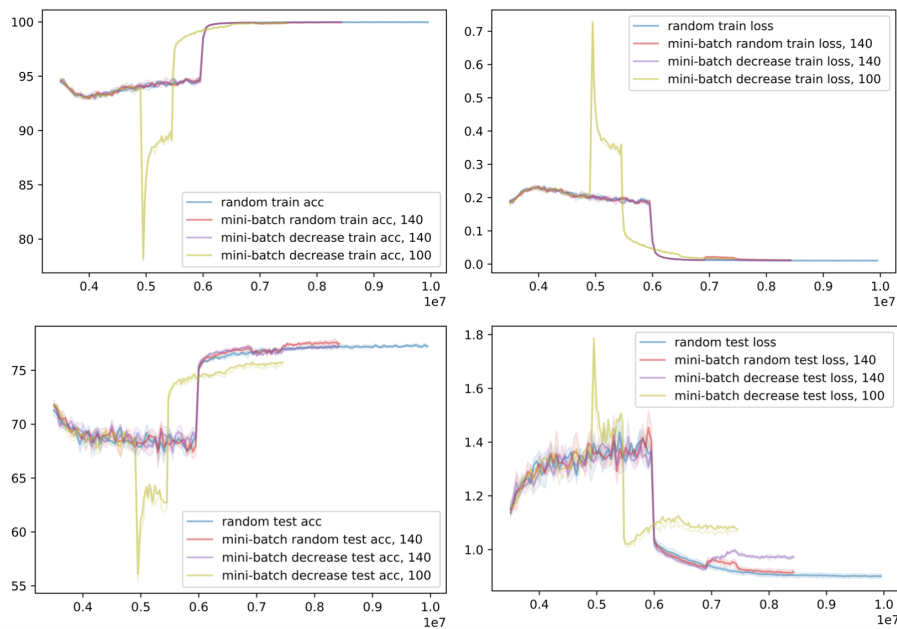 100
95
90
85
80
random train acc
mini-batch random train acc, 140
mini-batch decrease train acc, 140
mini-batch decrease train acc, 100
0.4 0.5 0.6 0.7 0.8 0.9 1.0
1e7
0.7
0.6
0.5
0.4
0.3
0.2
0.1
0.0
random train loss
mini-batch random train loss, 140
mini-batch decrease train loss, 140
mini-batch decrease train loss, 100
0.4 0.5 0.6 0.7 0.8 0.9 1.0
1e7
75
70
65
60
55
random test acc
mini-batch random test acc, 140
mini-batch decrease test acc, 140
mini-batch decrease test acc, 100
0.4 0.5 0.6 0.7 0.8 0.9 1.0
1e7
1.8
1.6
1.4
1.2
1.0
random test loss
mini-batch random test loss, 140
mini-batch decrease test loss, 140
mini-batch decrease test loss, 100
0.4 0.5 0.6 0.7 0.8 0.9 1.0
1e7